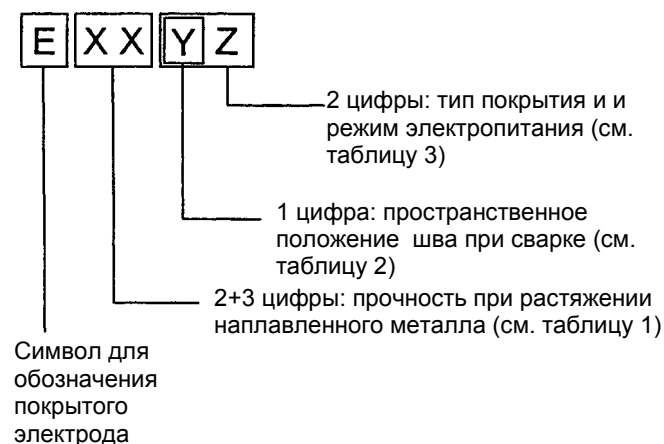 E XX Y Z
2 цифры: тип покрытия и и
режим электропитания (см.
таблицу 3)
1 цифра: пространственное
положение шва при сварке (см.
таблицу 2)
2+3 цифры: прочность при растяжении
наплавленного металла (см. таблицу 1)
Символ для
обозначения
покрытого
электрода